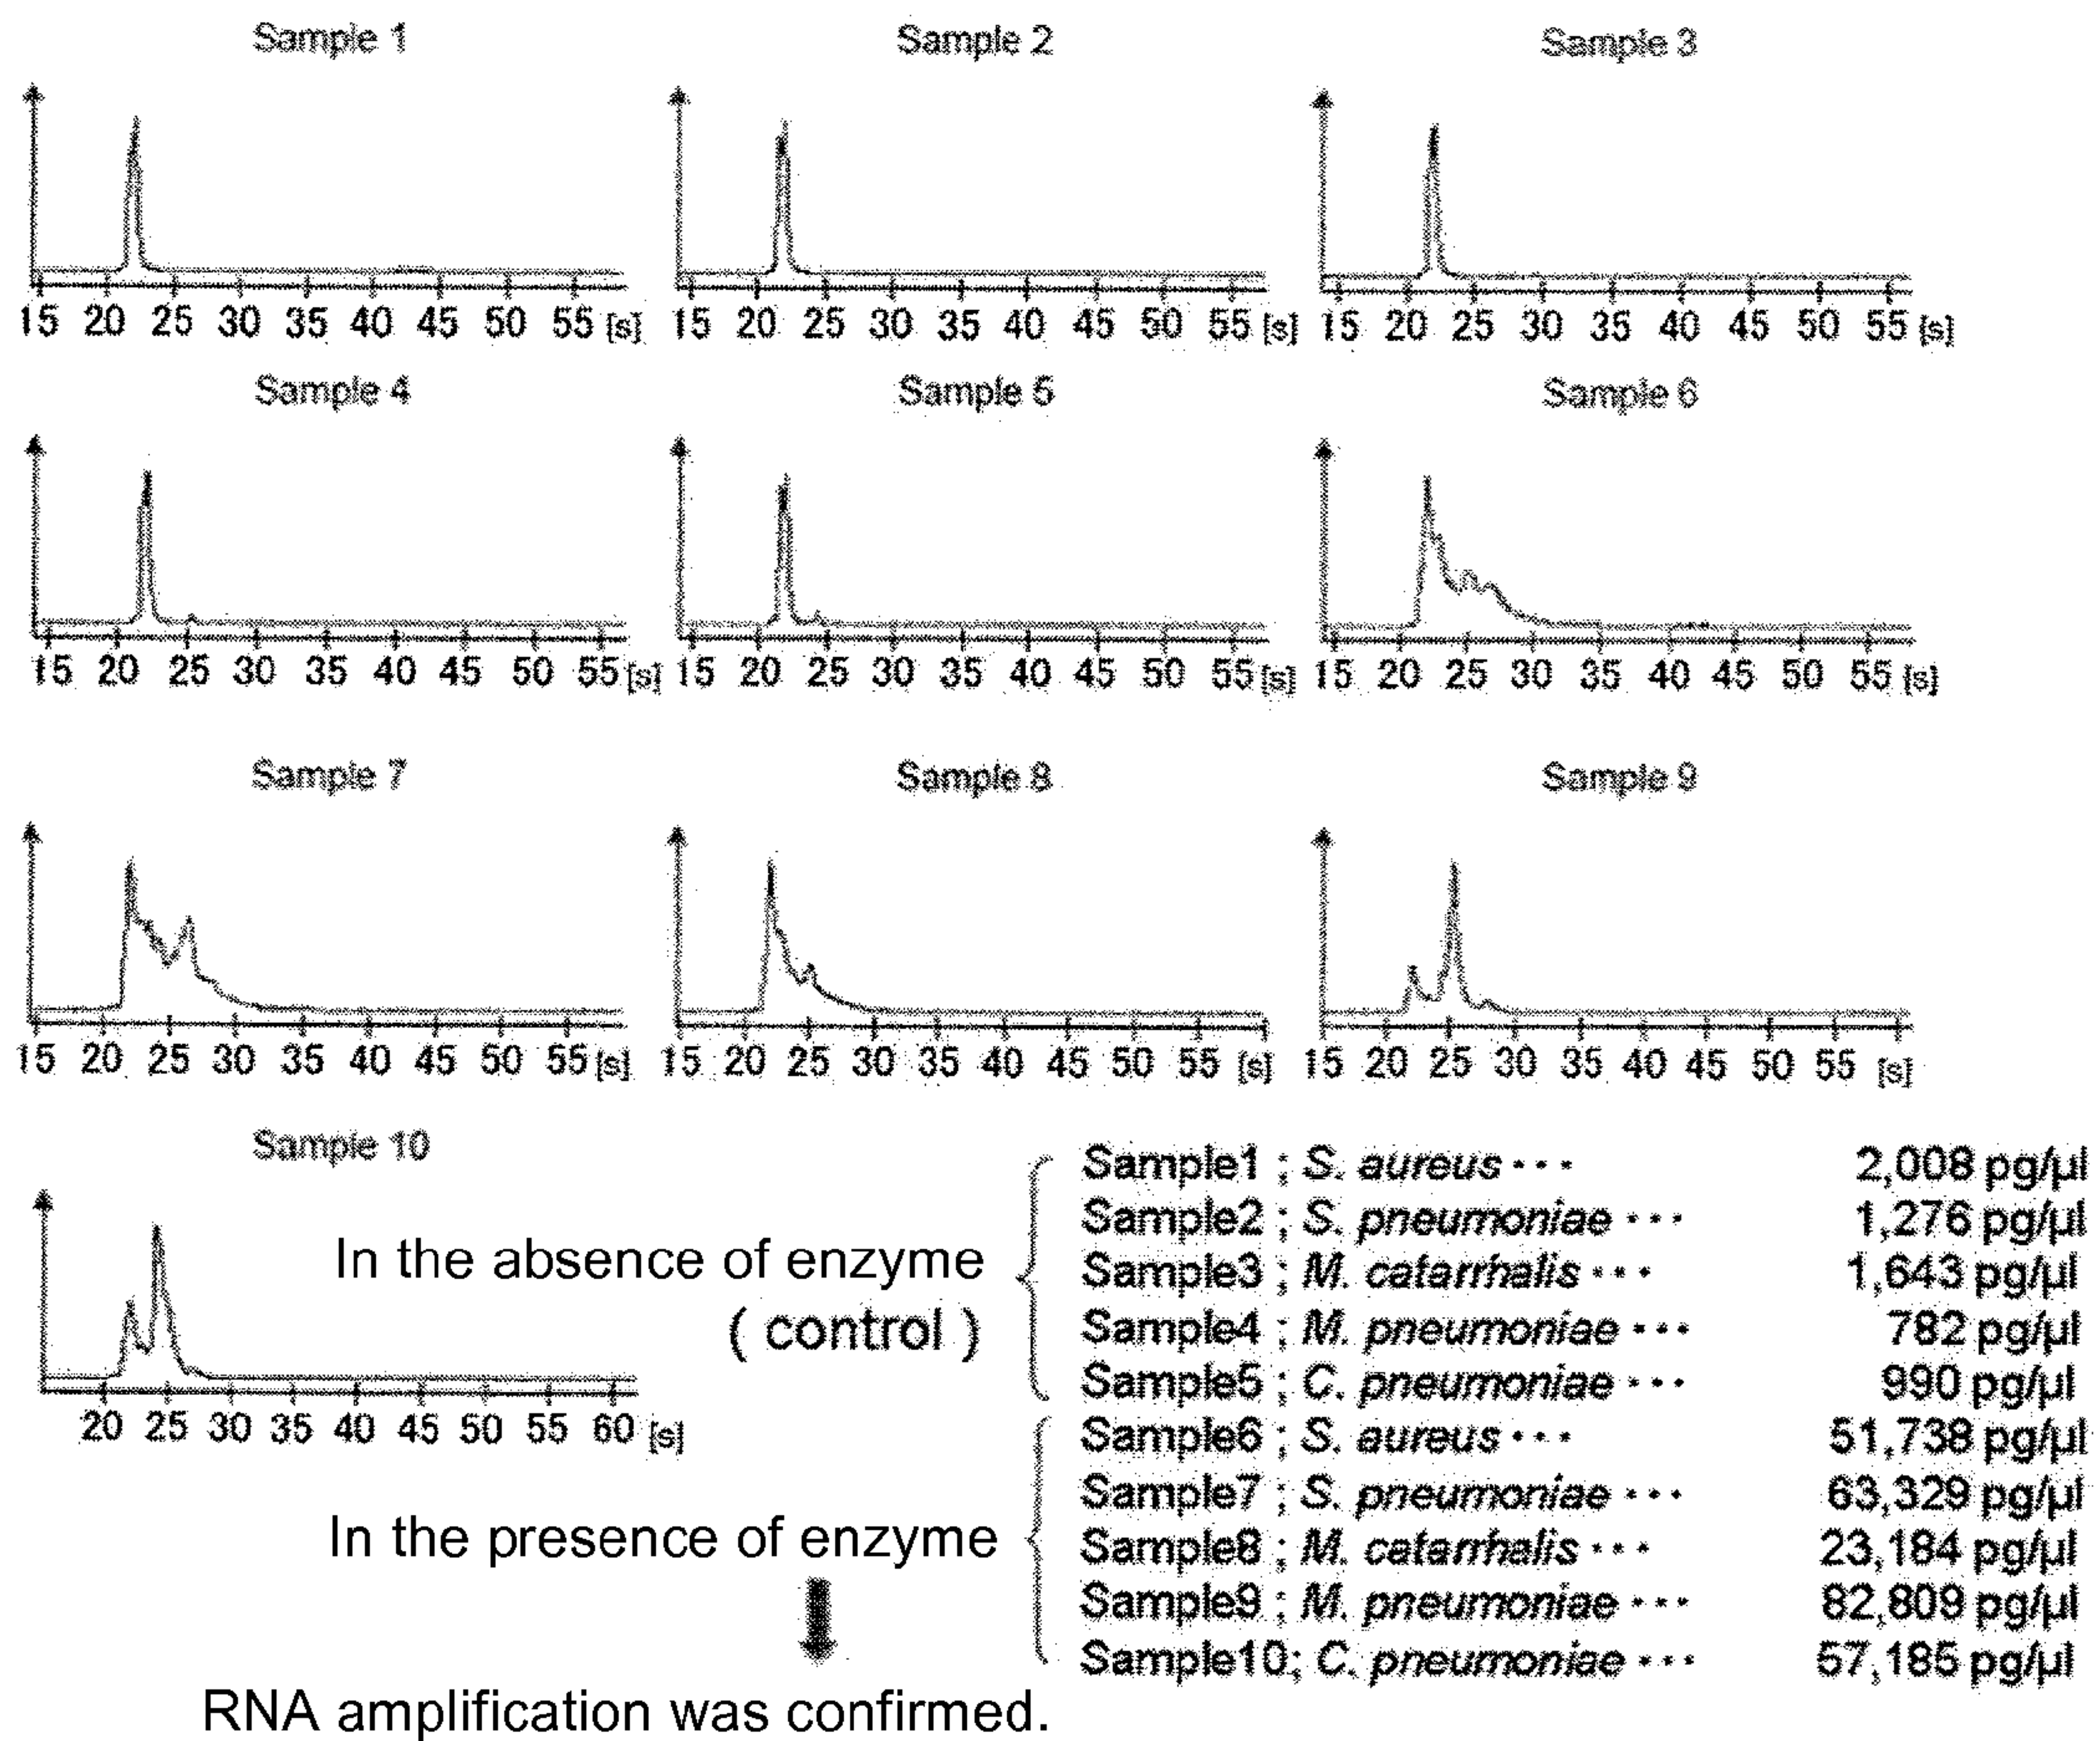 Sample 1
Sample 2
Sample 3
15 20 25 30 35 40 45 50 55 [s]
15 20 25 30 35 40 45 50 55 [s]
15 20 25 30 35 40 45 50 55 [s]
Sample 4
Sample 5
Sample 6
15 20 25 30 35 40 45 50 55 [s]
15 20 25 30 35 40 45 50 55 [s]
15 20 25 30 35 40 45 50 55 [s]
Sample 7
Sample 8
Sample 9
15 20 25 30 35 40 45 50 55 [s]
15 20 25 30 35 40 45 50 55 [s]
15 20 25 30 35 40 45 50 55 [s]
Sample 10
20 25 30 35 40 45 50 55 60 [s]
In the absence of enzyme
( control )
Sample1 ; S. aureus ··· 2,008 pg/µl
Sample2 ; S. pneumoniae ··· 1,276 pg/µl
Sample3 ; M. catarrhalis ··· 1,643 pg/µl
Sample4 ; M. pneumoniae ··· 782 pg/µl
Sample5 ; C. pneumoniae ··· 990 pg/µl
In the presence of enzyme
Sample6 ; S. aureus ··· 51,738 pg/µl
Sample7 ; S. pneumoniae ··· 63,329 pg/µl
Sample8 ; M. catarrhalis ··· 23,184 pg/µl
Sample9 ; M. pneumoniae ··· 82,809 pg/µl
Sample10; C. pneumoniae ··· 57,185 pg/µl
RNA amplification was confirmed.